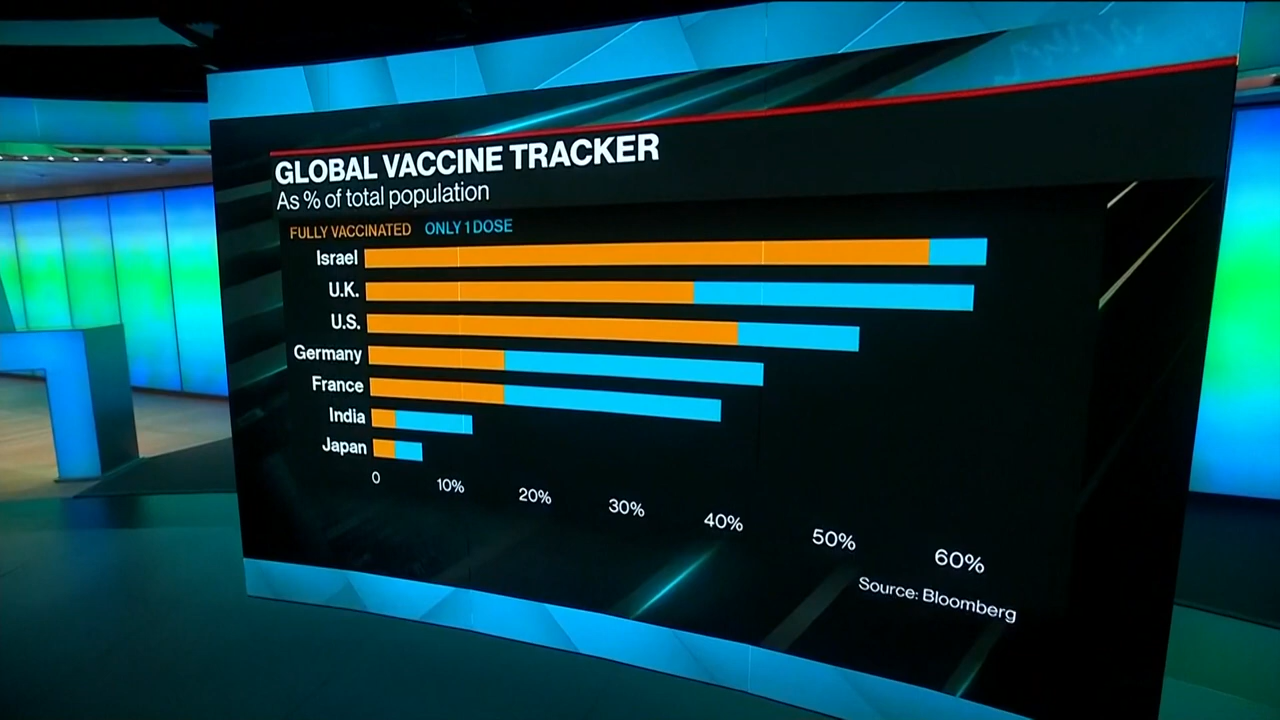 GLOBAL VACCINE TRACKER
As % of total population
FULLY VACCINATED ONLY 1 DOSE
Israel
U.K.
U.S.
Germany
France
India
Japan
0 10% 20% 30% 40% 50% 60%
Source: Bloomberg